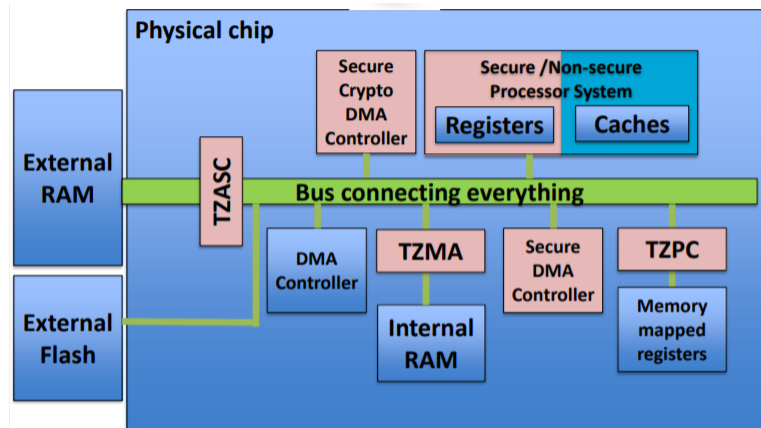 Physical chip
Secure
Crypto
DMA
Controller
Secure /Non-secure
Processor System
Registers
Caches
External
RAM
TZASC
Bus connecting everything
DMA
Controller
TZMA
Secure
DMA
Controller
TZPC
External
Flash
Internal
RAM
Memory
mapped
registers